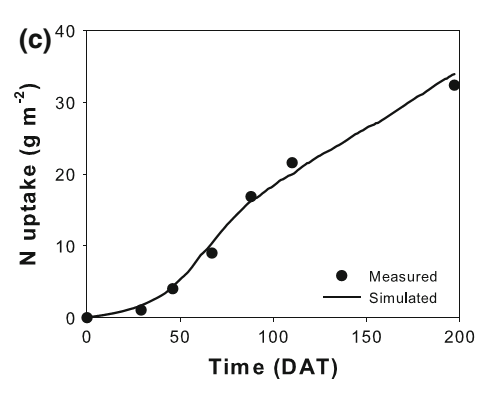 (c)
40
30
20
10
0
N uptake (g m⁻²)
0 50 100 150 200
Time (DAT)
Measured
Simulated